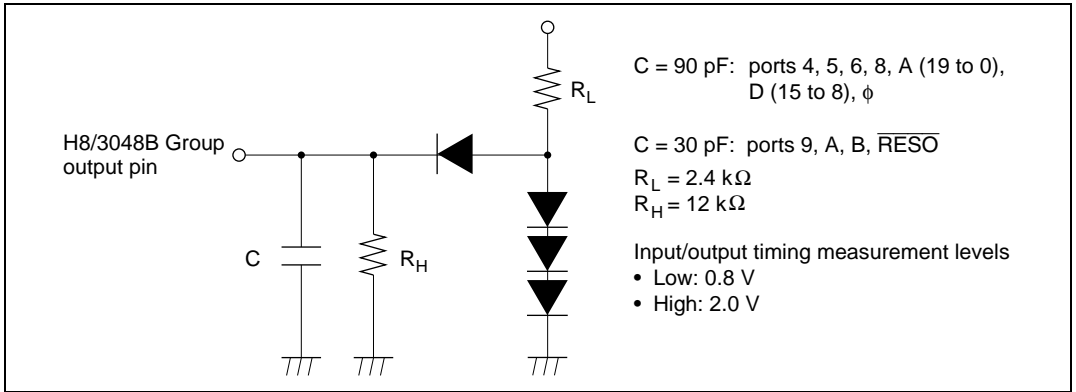 H8/3048B Group
output pin
C
R_H
R_L
C = 90 pF: ports 4, 5, 6, 8, A (19 to 0),
D (15 to 8), ϕ
C = 30 pF: ports 9, A, B, R̅E̅S̅O̅
R_L = 2.4 kΩ
R_H = 12 kΩ
Input/output timing measurement levels
• Low: 0.8 V
• High: 2.0 V